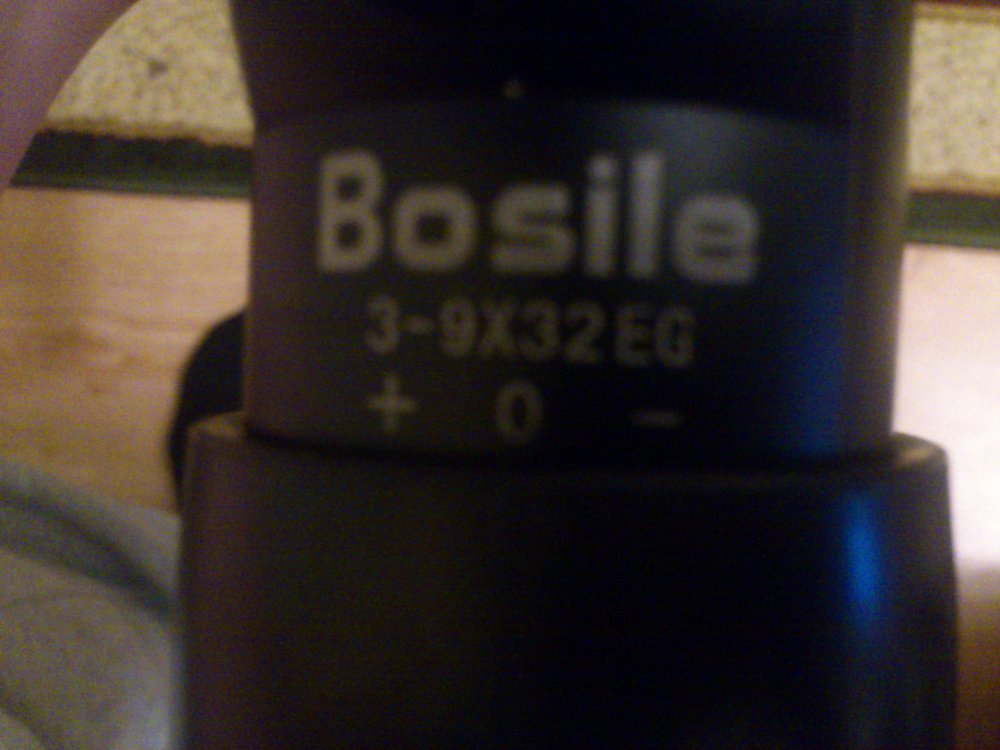 Bosile
3-9X32EG
+ 0 -